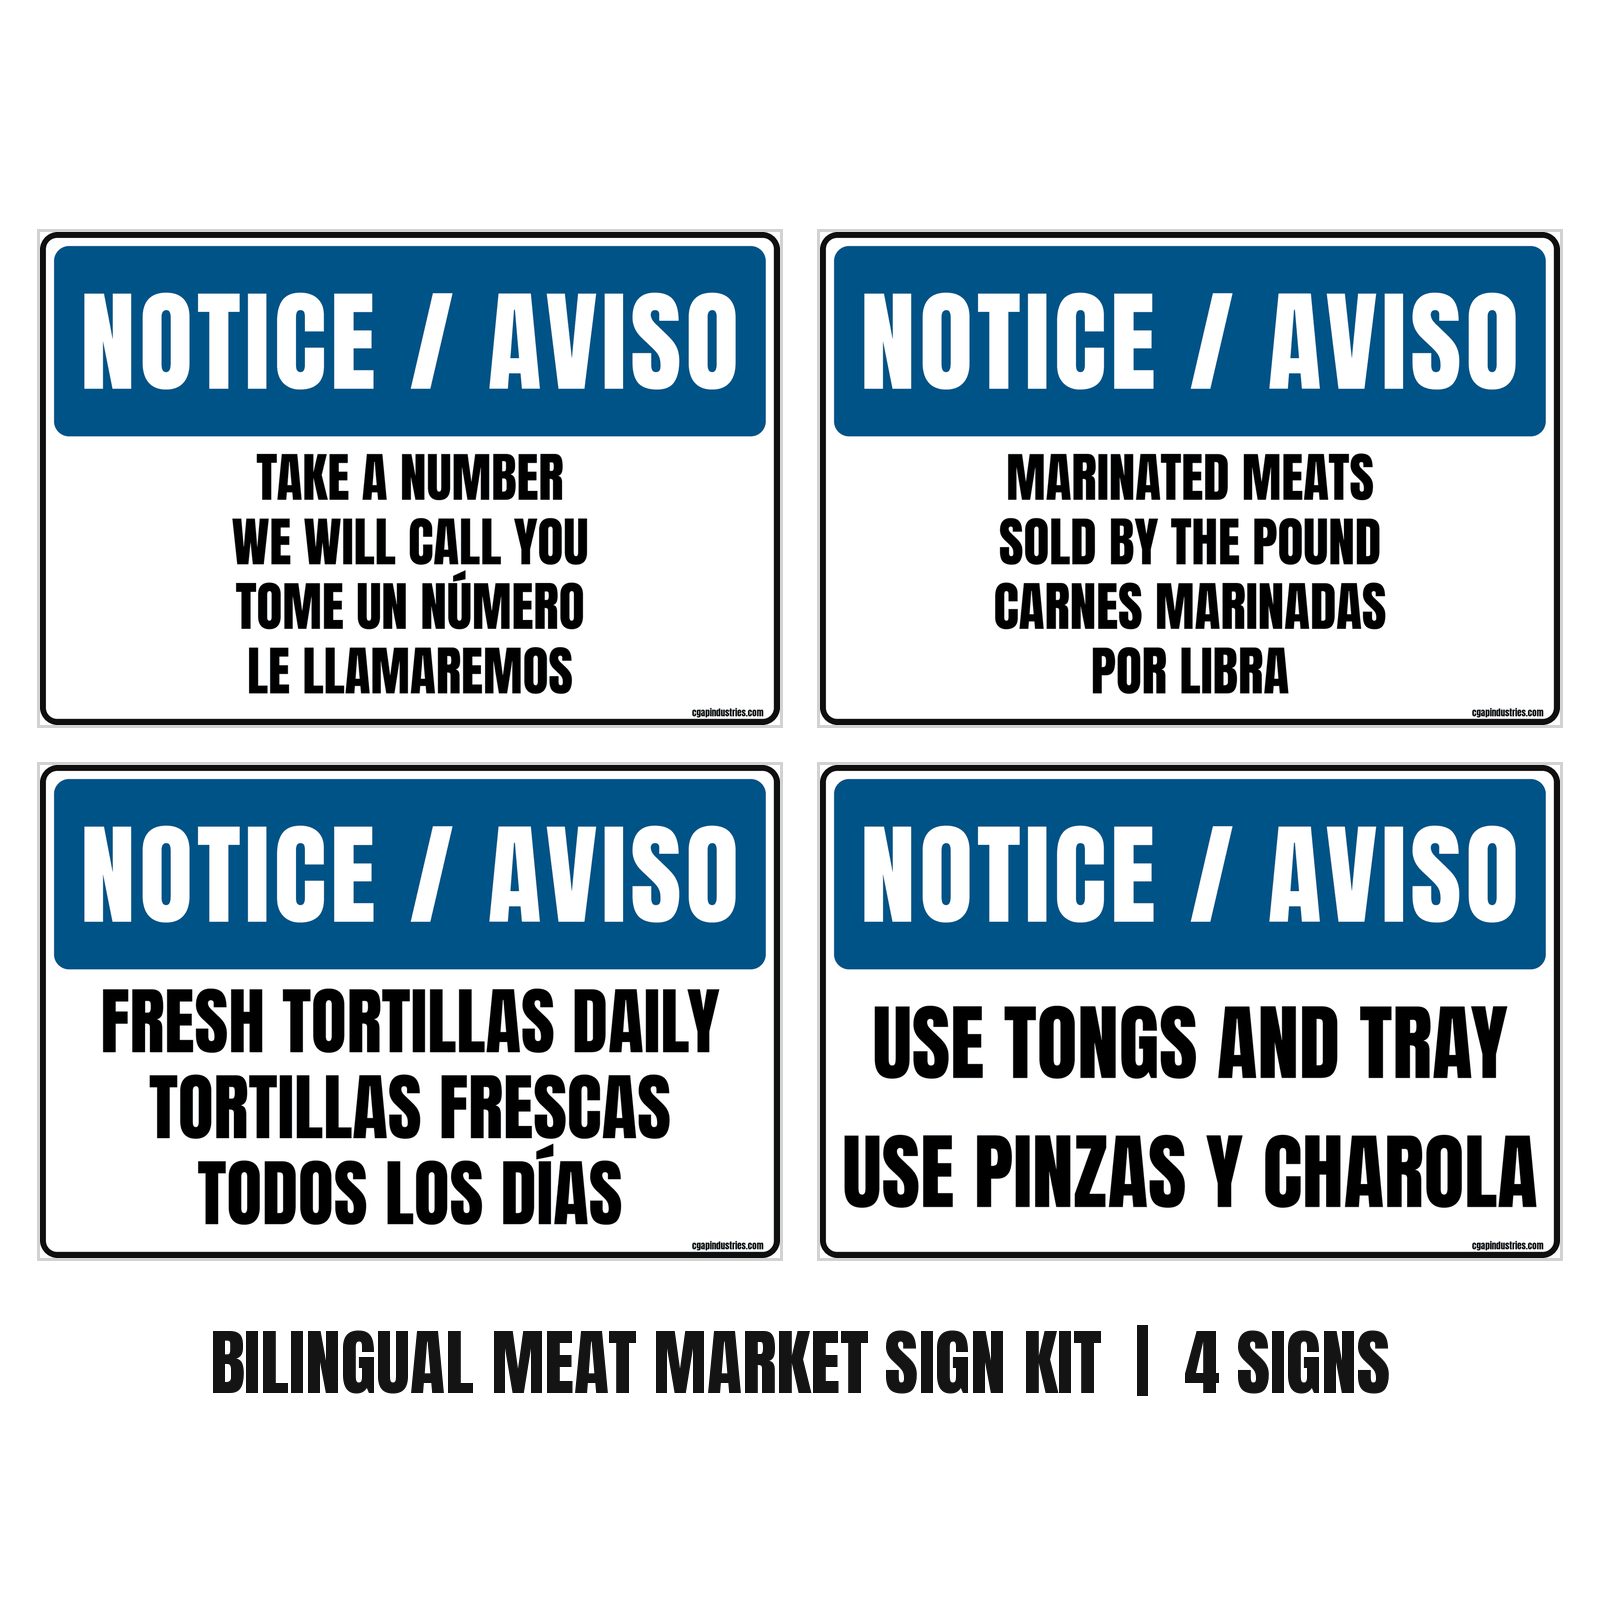 NOTICE / AVISO
TAKE A NUMBER
WE WILL CALL YOU
TOME UN NÚMERO
LE LLAMAREMOS
cgapindustries.com
NOTICE / AVISO
MARINATED MEATS
SOLD BY THE POUND
CARNES MARINADAS
POR LIBRA
cgapindustries.com
NOTICE / AVISO
FRESH TORTILLAS DAILY
TORTILLAS FRESCAS
TODOS LOS DÍAS
cgapindustries.com
NOTICE / AVISO
USE TONGS AND TRAY
USE PINZAS Y CHAROLA
cgapindustries.com
BILINGUAL MEAT MARKET SIGN KIT | 4 SIGNS